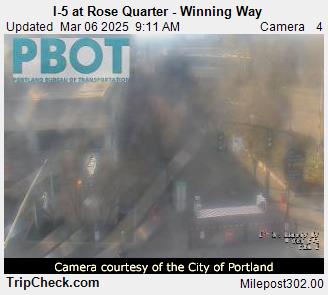 I-5 at Rose Quarter - Winning Way
Updated Mar 06 2025 9:11 AM Camera 4
PBOT
PORTLAND BUREAU OF TRANSPORTATION
Camera courtesy of the City of Portland
TripCheck.com Milepost302.00